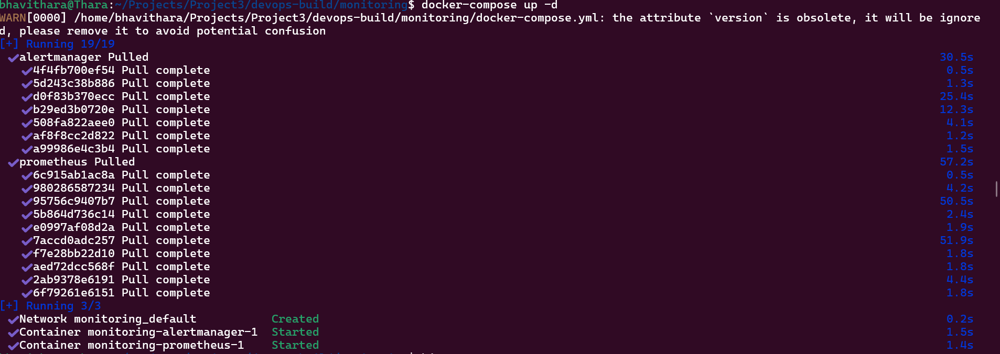 bhavithara@Thara:~/Projects/Project3/devops-build/monitoring$ docker-compose up -d
WARN[0000] /home/bhavithara/Projects/Project3/devops-build/monitoring/docker-compose.yml: the attribute `version` is obsolete, it will be ignore
d, please remove it to avoid potential confusion
[+] Running 19/19
✔alertmanager Pulled 30.5s
✔4f4fb700ef54 Pull complete 0.5s
✔5d243c38b886 Pull complete 1.3s
✔d0f83b370ecc Pull complete 25.4s
✔b29ed3b0720e Pull complete 12.3s
✔508fa822aee0 Pull complete 4.1s
✔af8f8cc2d822 Pull complete 1.2s
✔a99986e4c3b4 Pull complete 1.5s
✔prometheus Pulled 57.2s
✔6c915ab1ac8a Pull complete 0.5s
✔980286587234 Pull complete 4.2s
✔95756c9407b7 Pull complete 50.5s
✔5b864d736c14 Pull complete 2.4s
✔e0997af08d2a Pull complete 1.9s
✔7accd0adc257 Pull complete 51.9s
✔f7e28bb22d10 Pull complete 1.8s
✔aed72dcc568f Pull complete 1.8s
✔2ab9378e6191 Pull complete 4.4s
✔6f79261e6151 Pull complete 1.8s
[+] Running 3/3
✔Network monitoring_default Created 0.2s
✔Container monitoring-alertmanager-1 Started 1.5s
✔Container monitoring-prometheus-1 Started 1.4s